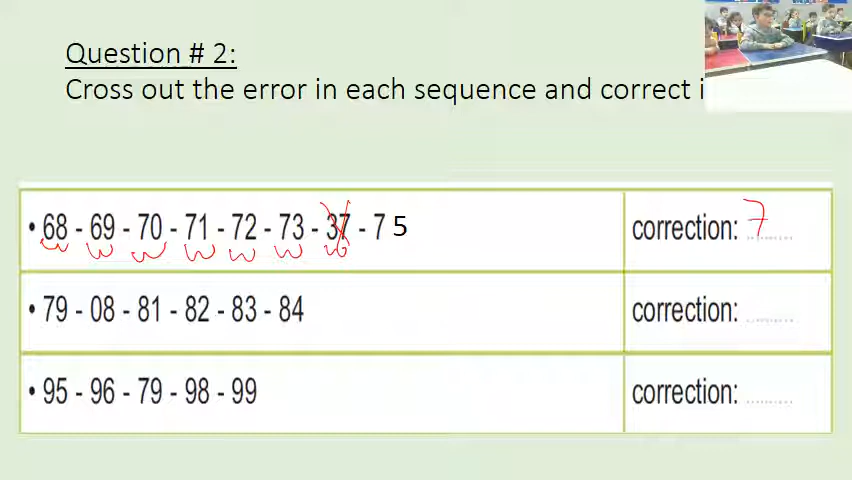 Question # 2:
Cross out the error in each sequence and correct i
• 68 - 69 - 70 - 71 - 72 - 73 - 37 - 7 5 correction: 7
• 79 - 08 - 81 - 82 - 83 - 84 correction: ..........
• 95 - 96 - 79 - 98 - 99 correction: ..........